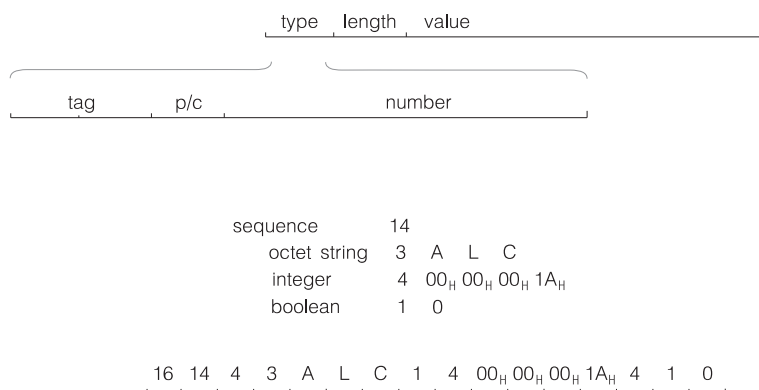 type length value
tag p/c number
sequence 14
octet string 3 A L C
integer 4 00H 00H 00H 1AH
boolean 1 0
16 14 4 3 A L C 1 4 00H 00H 00H 1AH 4 1 0